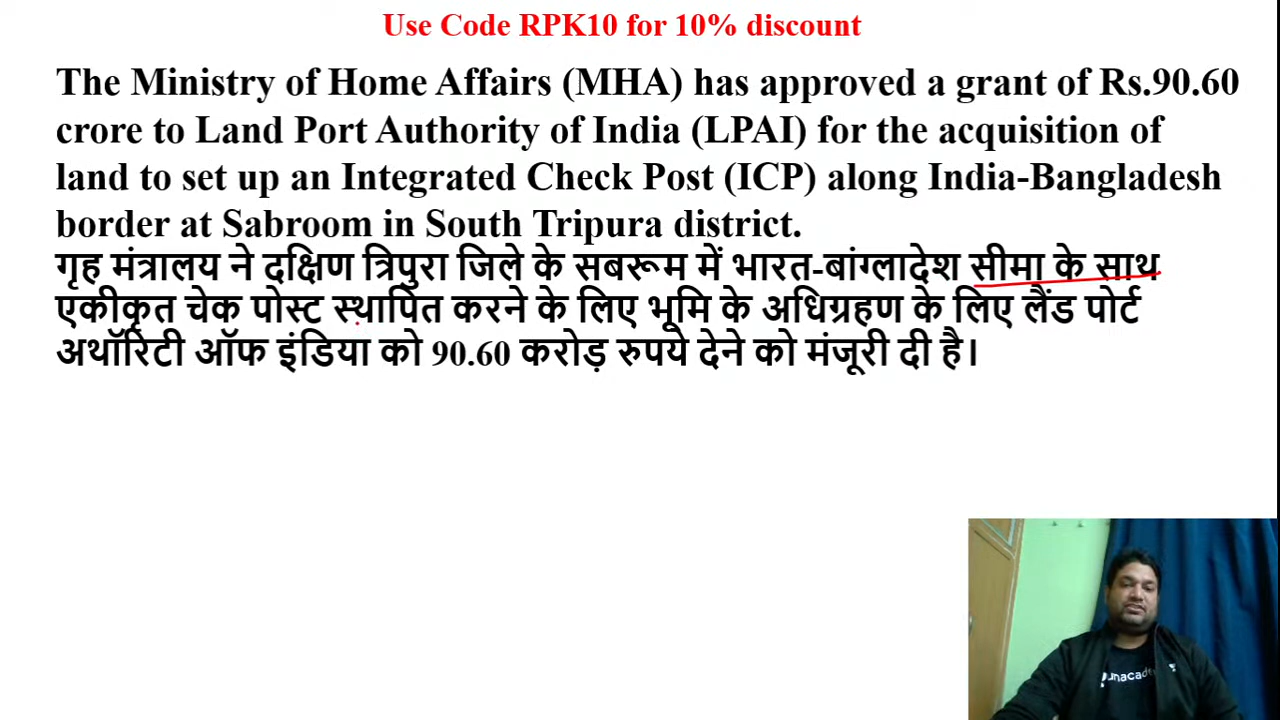 Use Code RPK10 for 10% discount
The Ministry of Home Affairs (MHA) has approved a grant of Rs.90.60
crore to Land Port Authority of India (LPAI) for the acquisition of
land to set up an Integrated Check Post (ICP) along India-Bangladesh
border at Sabroom in South Tripura district.
गृह मंत्रालय ने दक्षिण त्रिपुरा जिले के सबरूम में भारत-बांग्लादेश सीमा के साथ
एकीकृत चेक पोस्ट स्थापित करने के लिए भूमि के अधिग्रहण के लिए लैंड पोर्ट
अथॉरिटी ऑफ इंडिया को 90.60 करोड़ रुपये देने को मंजूरी दी है।